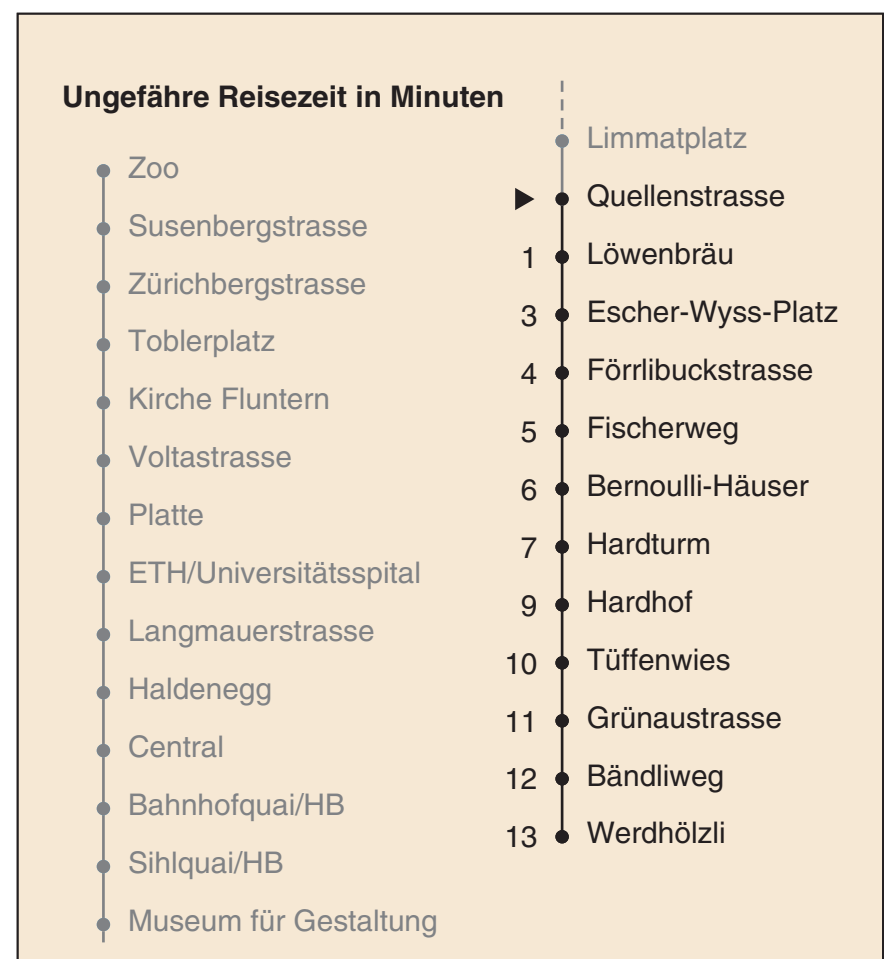 Ungefähre Reisezeit in Minuten
Zoo
Susenbergstrasse
Zürichbergstrasse
Toblerplatz
Kirche Fluntern
Voltastrasse
Platte
ETH/Universitätsspital
Langmauerstrasse
Haldenegg
Central
Bahnhofquai/HB
Sihlquai/HB
Museum für Gestaltung
Limmatplatz
Quellenstrasse
1 Löwenbräu
3 Escher-Wyss-Platz
4 Förrlibuckstrasse
5 Fischerweg
6 Bernoulli-Häuser
7 Hardturm
9 Hardhof
10 Tüffenwies
11 Grünaustrasse
12 Bändliweg
13 Werdhölzli